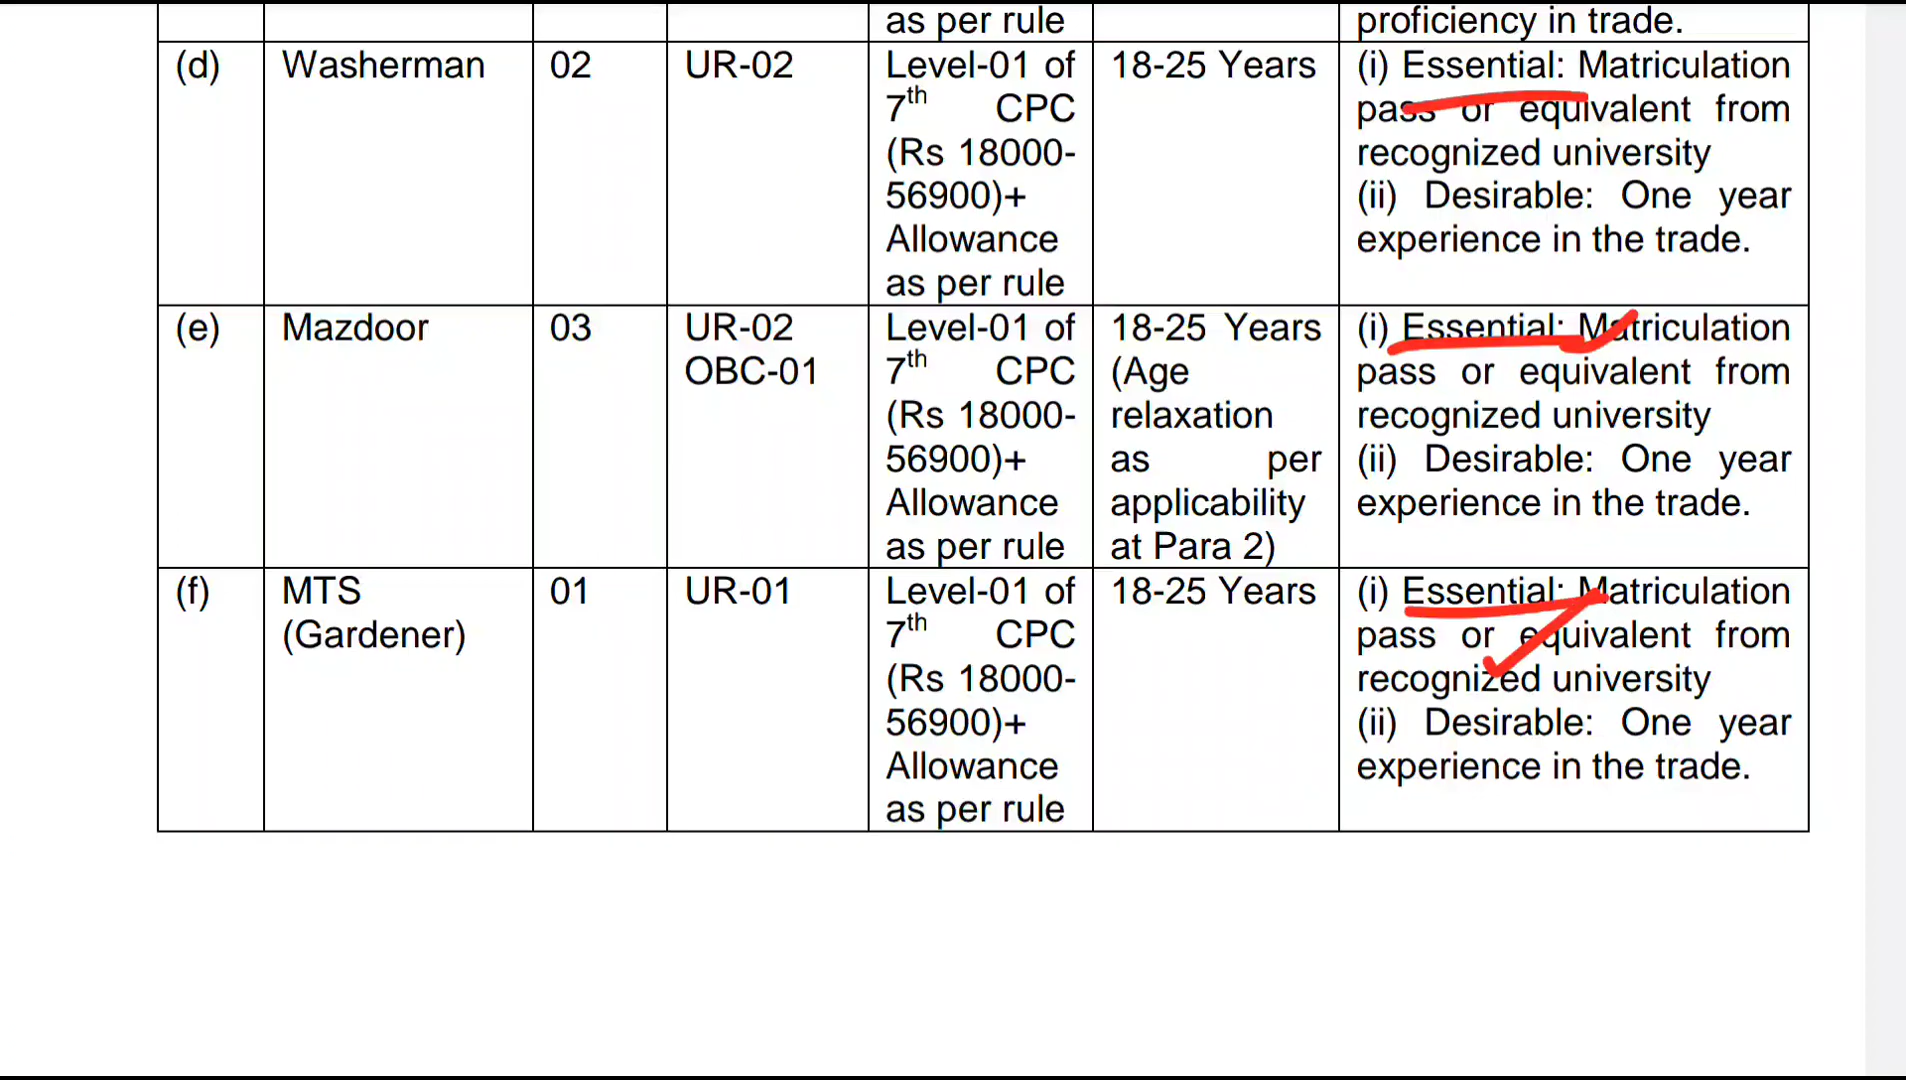 as per rule
proficiency in trade.
(d)
Washerman
02
UR-02
Level-01 of
7th CPC
(Rs 18000-
56900)+
Allowance
as per rule
18-25 Years
(i) Essential: Matriculation
pass or equivalent from
recognized university
(ii) Desirable: One year
experience in the trade.
(e)
Mazdoor
03
UR-02
OBC-01
Level-01 of
7th CPC
(Rs 18000-
56900)+
Allowance
as per rule
18-25 Years
(Age
relaxation
as per
applicability
at Para 2)
(i) Essential: Matriculation
pass or equivalent from
recognized university
(ii) Desirable: One year
experience in the trade.
(f)
MTS
(Gardener)
01
UR-01
Level-01 of
7th CPC
(Rs 18000-
56900)+
Allowance
as per rule
18-25 Years
(i) Essential: Matriculation
pass or equivalent from
recognized university
(ii) Desirable: One year
experience in the trade.